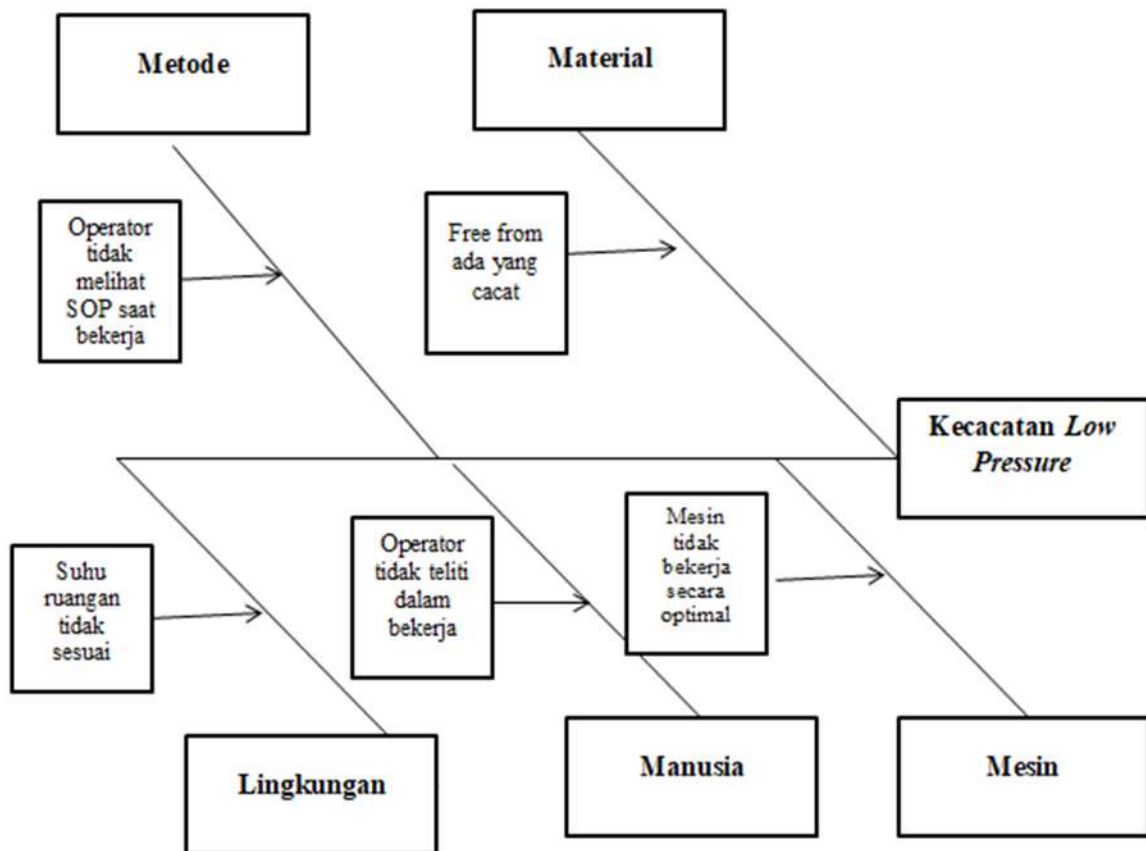 Metode
Material
Operator
tidak
melihat
SOP saat
bekerja
Free from
ada yang
cacat
Kecacatan Low
Pressure
Suhu
ruangan
tidak
sesuai
Operator
tidak teliti
dalam
bekerja
Mesin
tidak
bekerja
secara
optimal
Lingkungan
Manusia
Mesin